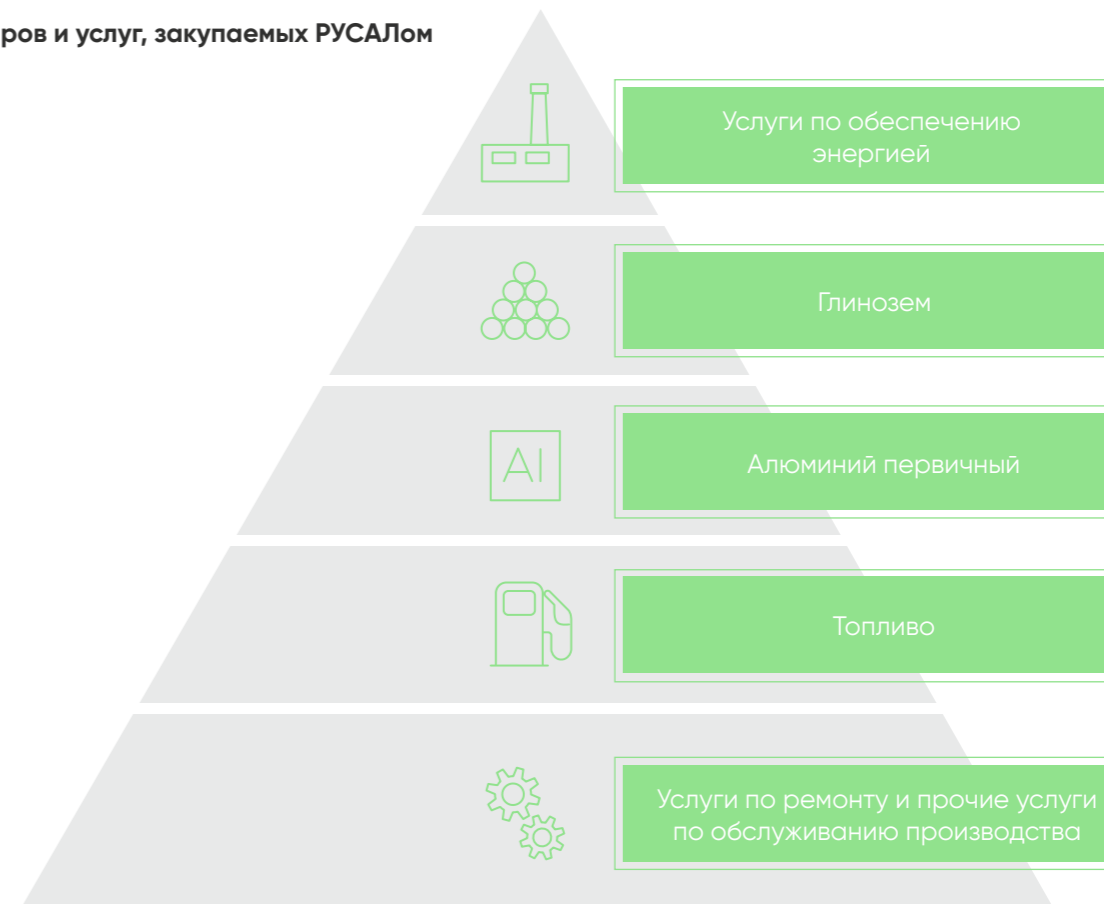 ров и услуг, закупаемых РУСАЛом
Услуги по обеспечению
энергией
Глинозем
Al
Алюминий первичный
Топливо
Услуги по ремонту и прочие услуги
по обслуживанию производства